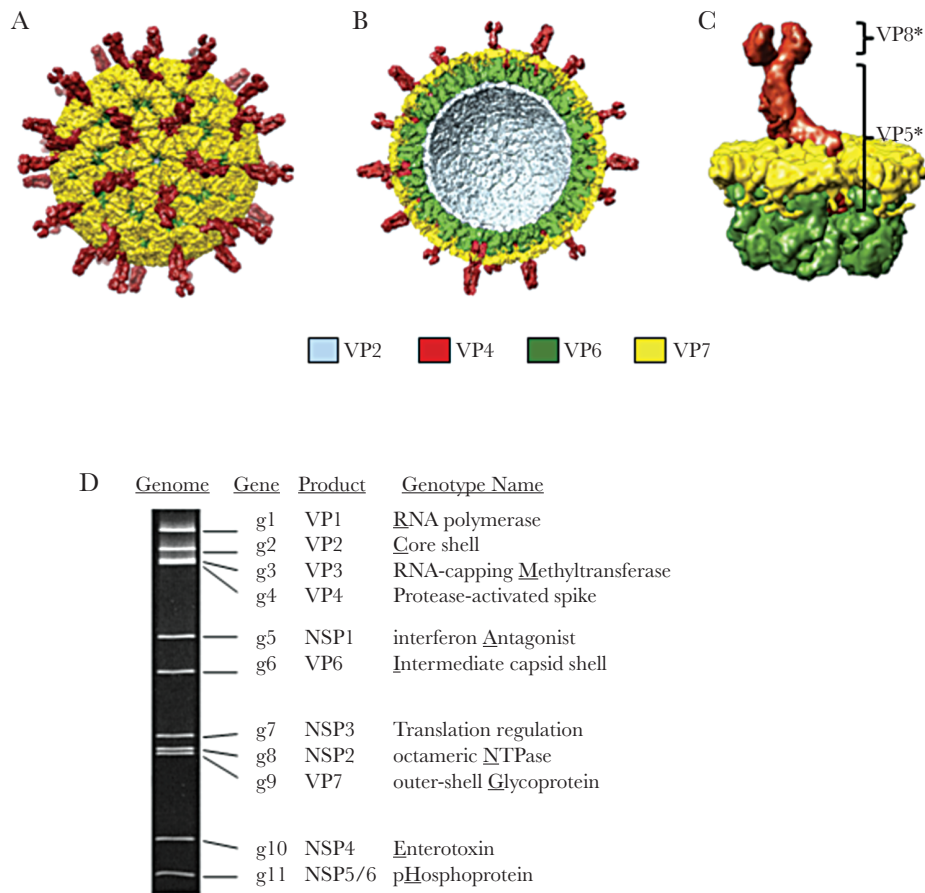 A
B
C
VP8*
VP5*
VP2 VP4 VP6 VP7
D Genome Gene Product Genotype Name
g1 VP1 RNA polymerase
g2 VP2 Core shell
g3 VP3 RNA-capping Methyltransferase
g4 VP4 Protease-activated spike
g5 NSP1 interferon Antagonist
g6 VP6 Intermediate capsid shell
g7 NSP3 Translation regulation
g8 NSP2 octameric NTPase
g9 VP7 outer-shell Glycoprotein
g10 NSP4 Enterotoxin
g11 NSP5/6 pHosphoprotein